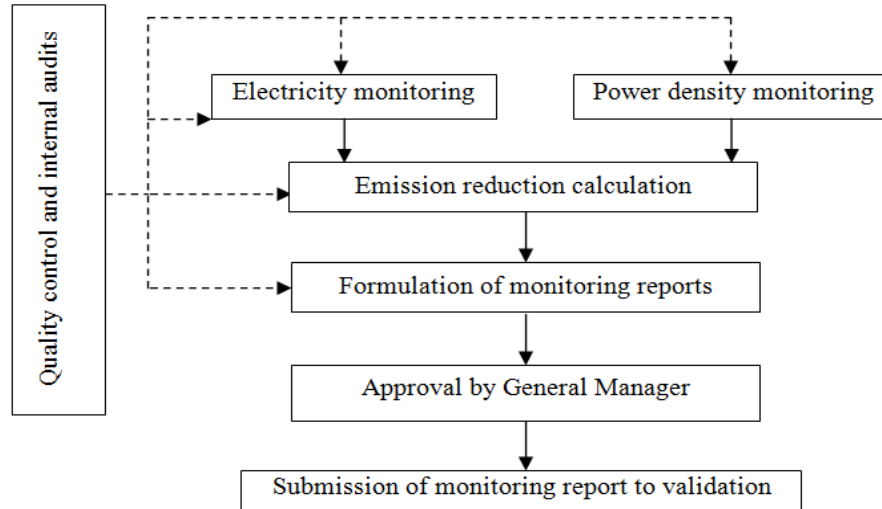 Quality control and internal audits
Electricity monitoring
Power density monitoring
Emission reduction calculation
Formulation of monitoring reports
Approval by General Manager
Submission of monitoring report to validation